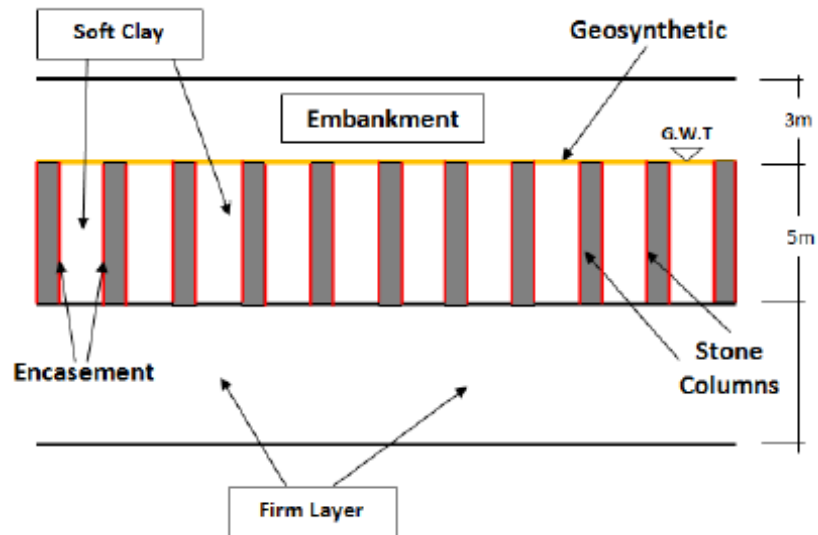 Soft Clay
Geosynthetic
Embankment
G.W.T
3m
5m
Encasement
Stone
Columns
Firm Layer